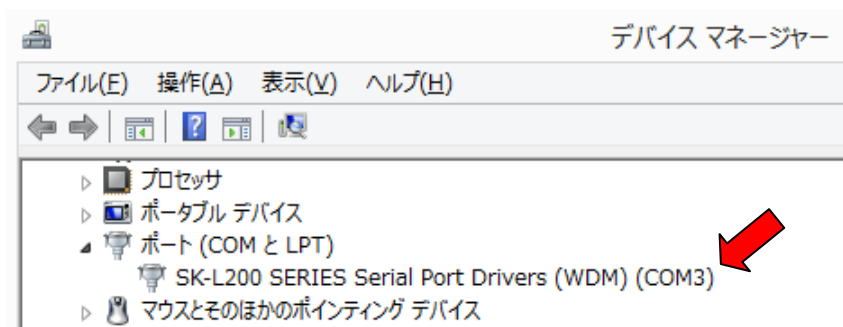 デバイス マネージャー
ファイル(F) 操作(A) 表示(V) ヘルプ(H)
プロセッサ
ポータブル デバイス
ポート (COM と LPT)
SK-L200 SERIES Serial Port Drivers (WDM) (COM3)
マウスとそのほかのポインティング デバイス